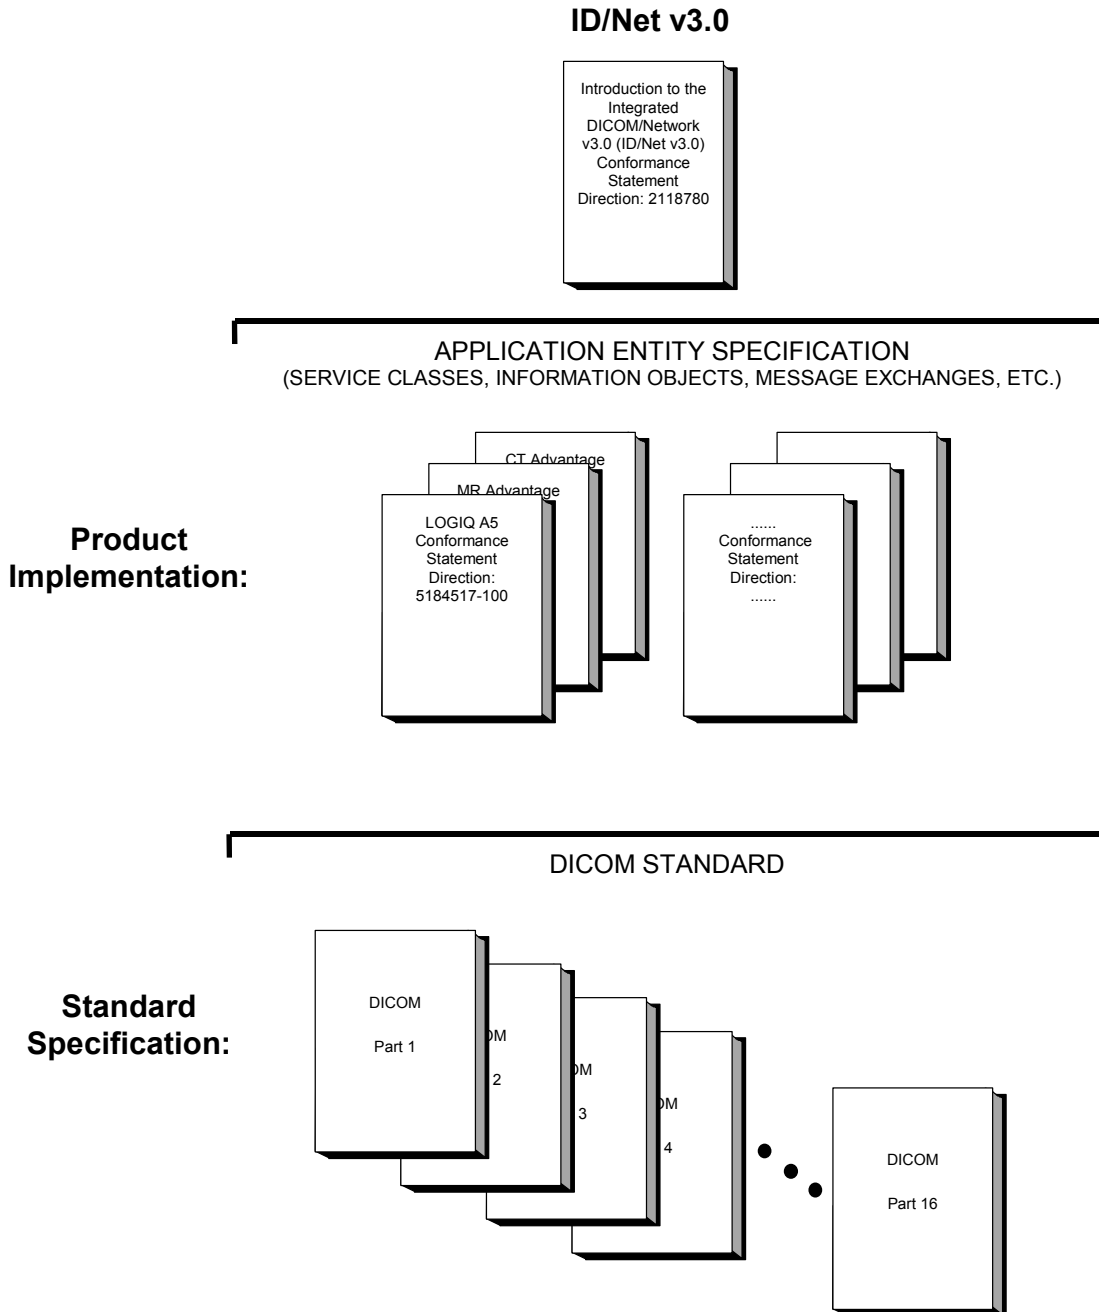 ID/Net v3.0
Introduction to the
Integrated
DICOM/Network
v3.0 (ID/Net v3.0)
Conformance
Statement
Direction: 2118780
APPLICATION ENTITY SPECIFICATION
(SERVICE CLASSES, INFORMATION OBJECTS, MESSAGE EXCHANGES, ETC.)
Product
Implementation:
CT Advantage
MR Advantage
LOGIQ A5
Conformance
Statement
Direction:
5184517-100
......
Conformance
Statement
Direction:
......
DICOM STANDARD
Standard
Specification:
DICOM
Part 1
OM
2
OM
3
OM
4
DICOM
Part 16